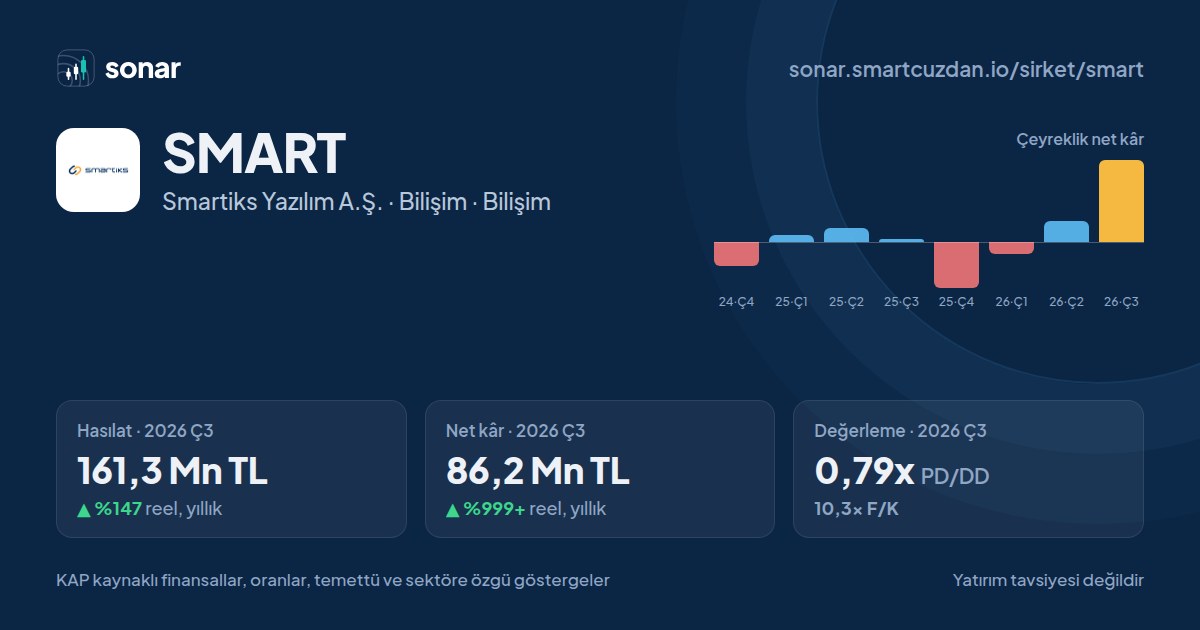 sonar
sonar.smartcuzdan.io/sirket/smart
smartiks
SMART
Smartiks Yazılım A.Ş. · Bilişim · Bilişim
Çeyreklik net kâr
24·Ç4 25·Ç1 25·Ç2 25·Ç3 25·Ç4 26·Ç1 26·Ç2 26·Ç3
Hasılat · 2026 Ç3
161,3 Mn TL
▲ %147 reel, yıllık
Net kâr · 2026 Ç3
86,2 Mn TL
▲ %999+ reel, yıllık
Değerleme · 2026 Ç3
0,79x PD/DD
10,3× F/K
KAP kaynaklı finansallar, oranlar, temettü ve sektöre özgü göstergeler
Yatırım tavsiyesi değildir